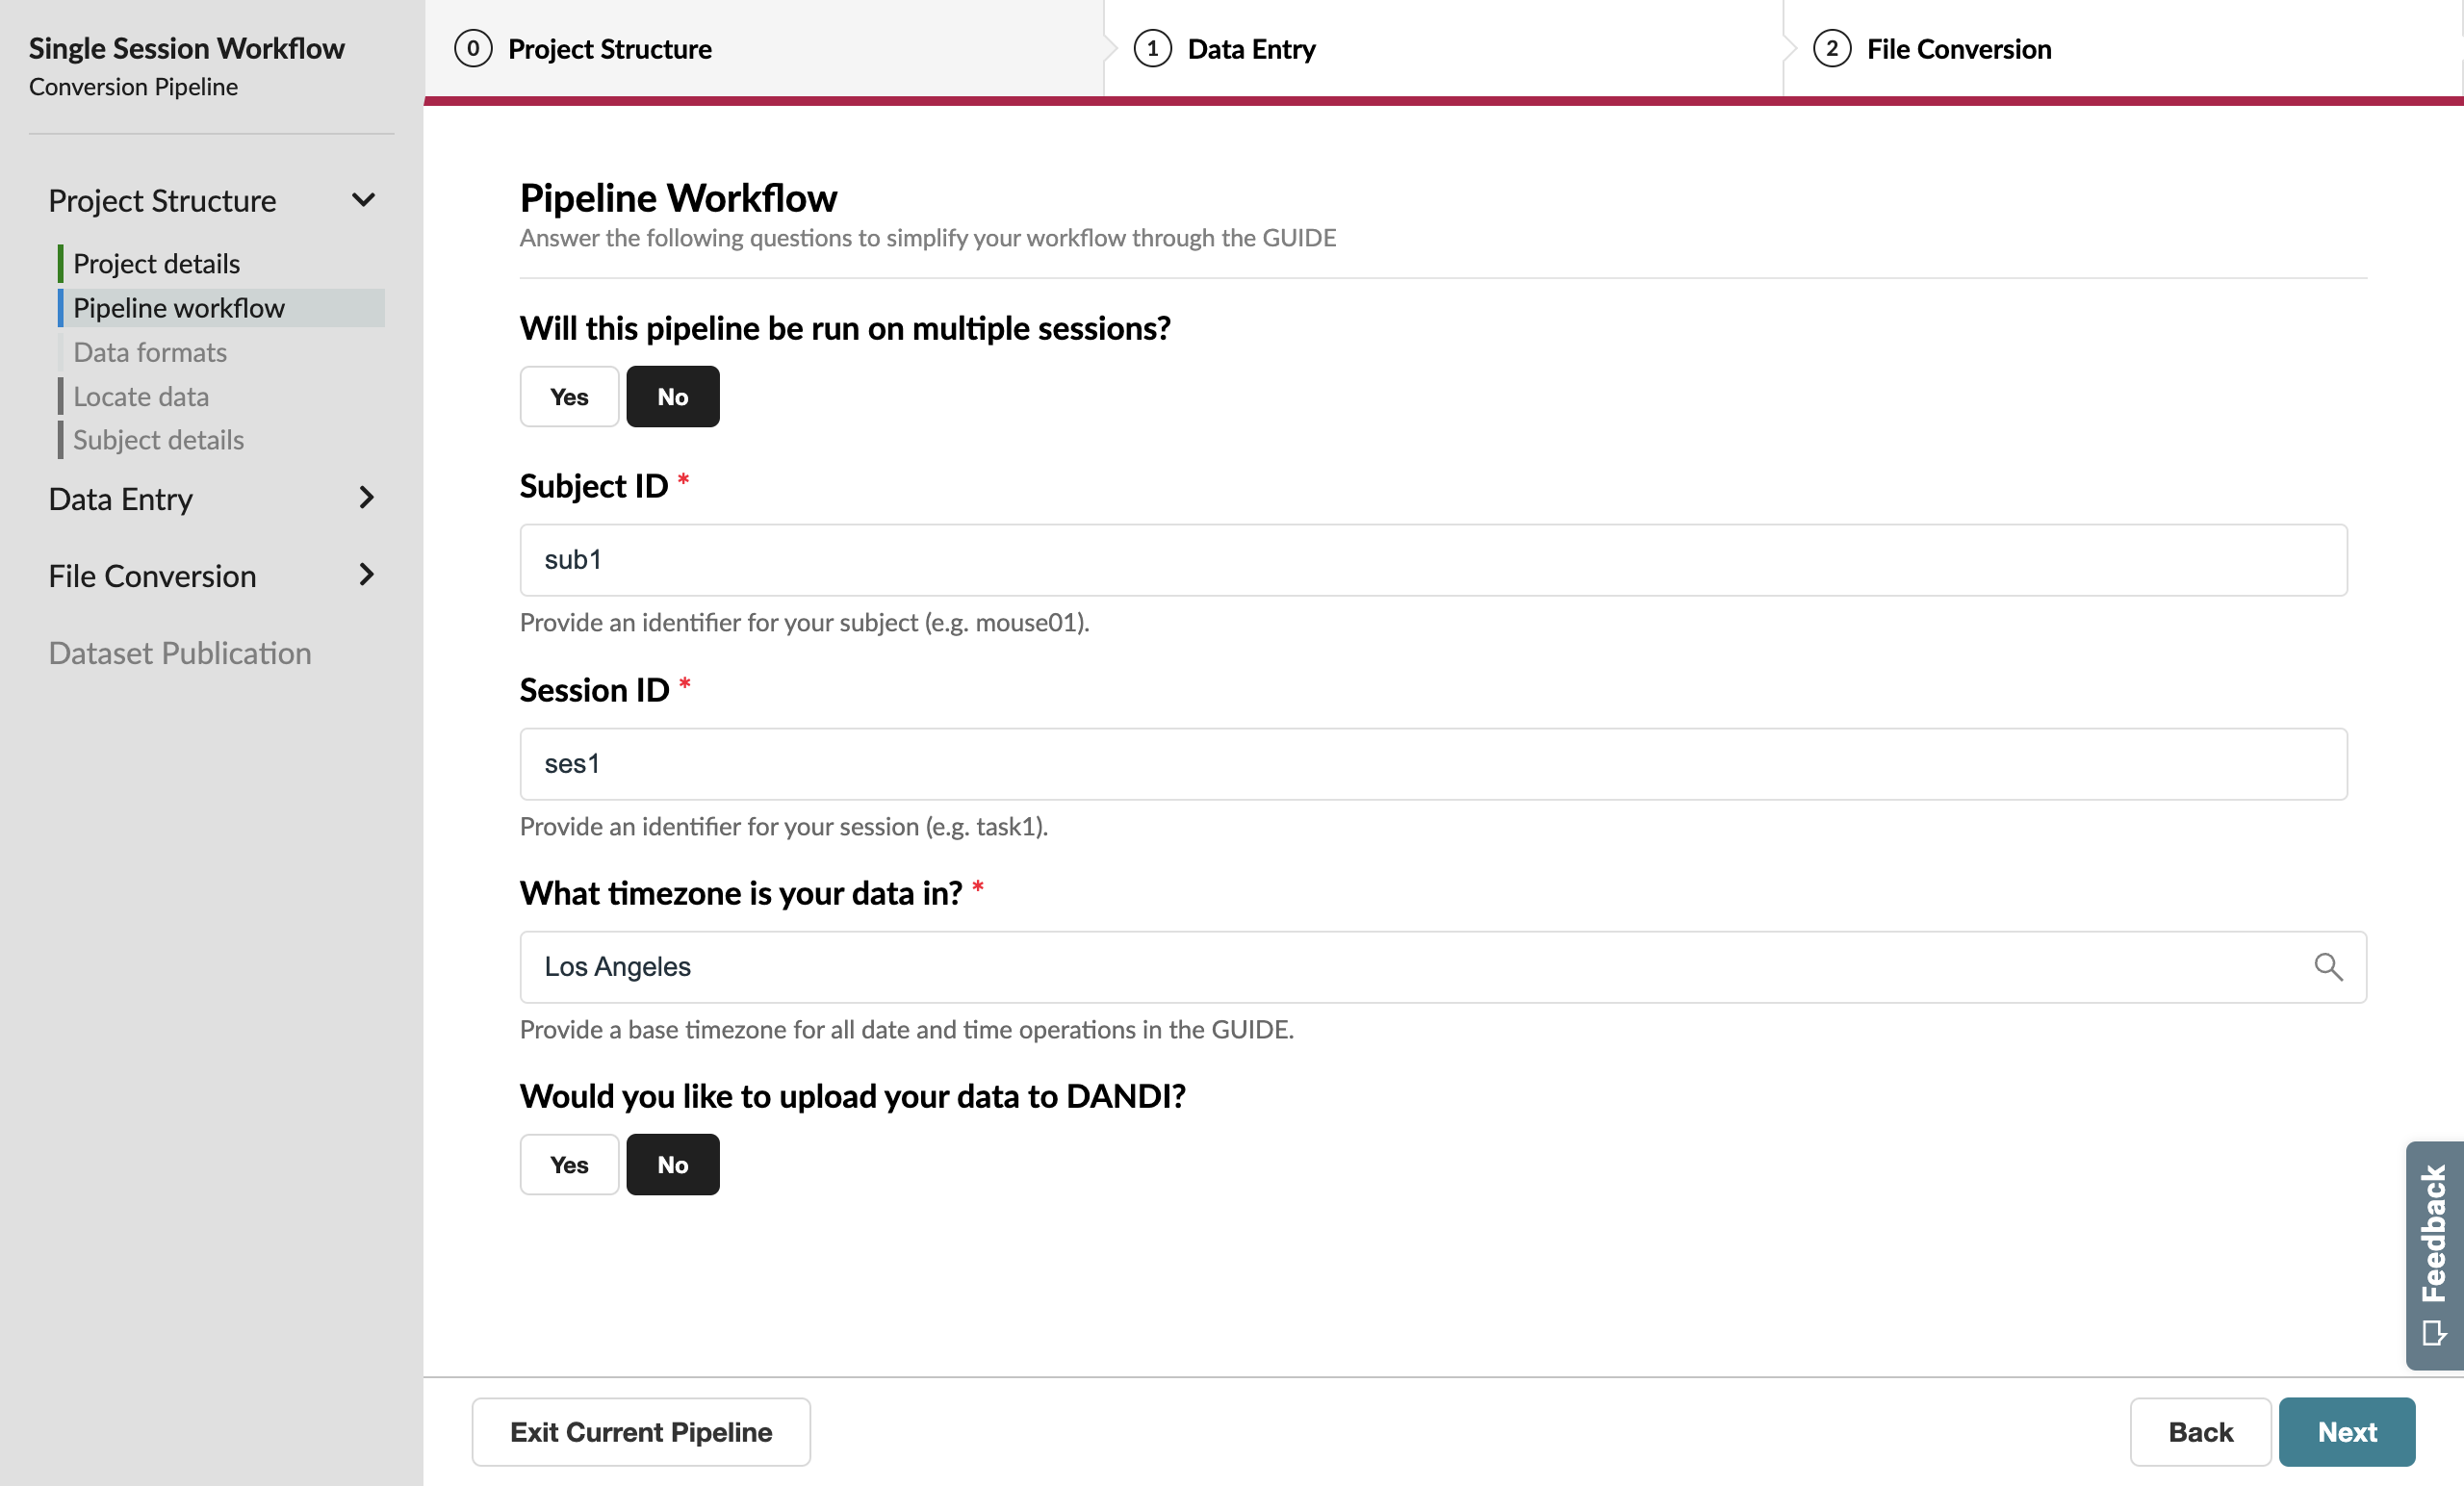 Single Session Workflow
Conversion Pipeline
Project Structure
Project details
Pipeline workflow
Data formats
Locate data
Subject details
Data Entry
File Conversion
Dataset Publication
0 Project Structure
1 Data Entry
2 File Conversion
Pipeline Workflow
Answer the following questions to simplify your workflow through the GUIDE
Will this pipeline be run on multiple sessions?
Yes No
Subject ID *
sub1
Provide an identifier for your subject (e.g. mouse01).
Session ID *
ses1
Provide an identifier for your session (e.g. task1).
What timezone is your data in? *
Los Angeles
Provide a base timezone for all date and time operations in the GUIDE.
Would you like to upload your data to DANDI?
Yes No
Feedback
Exit Current Pipeline
Back Next